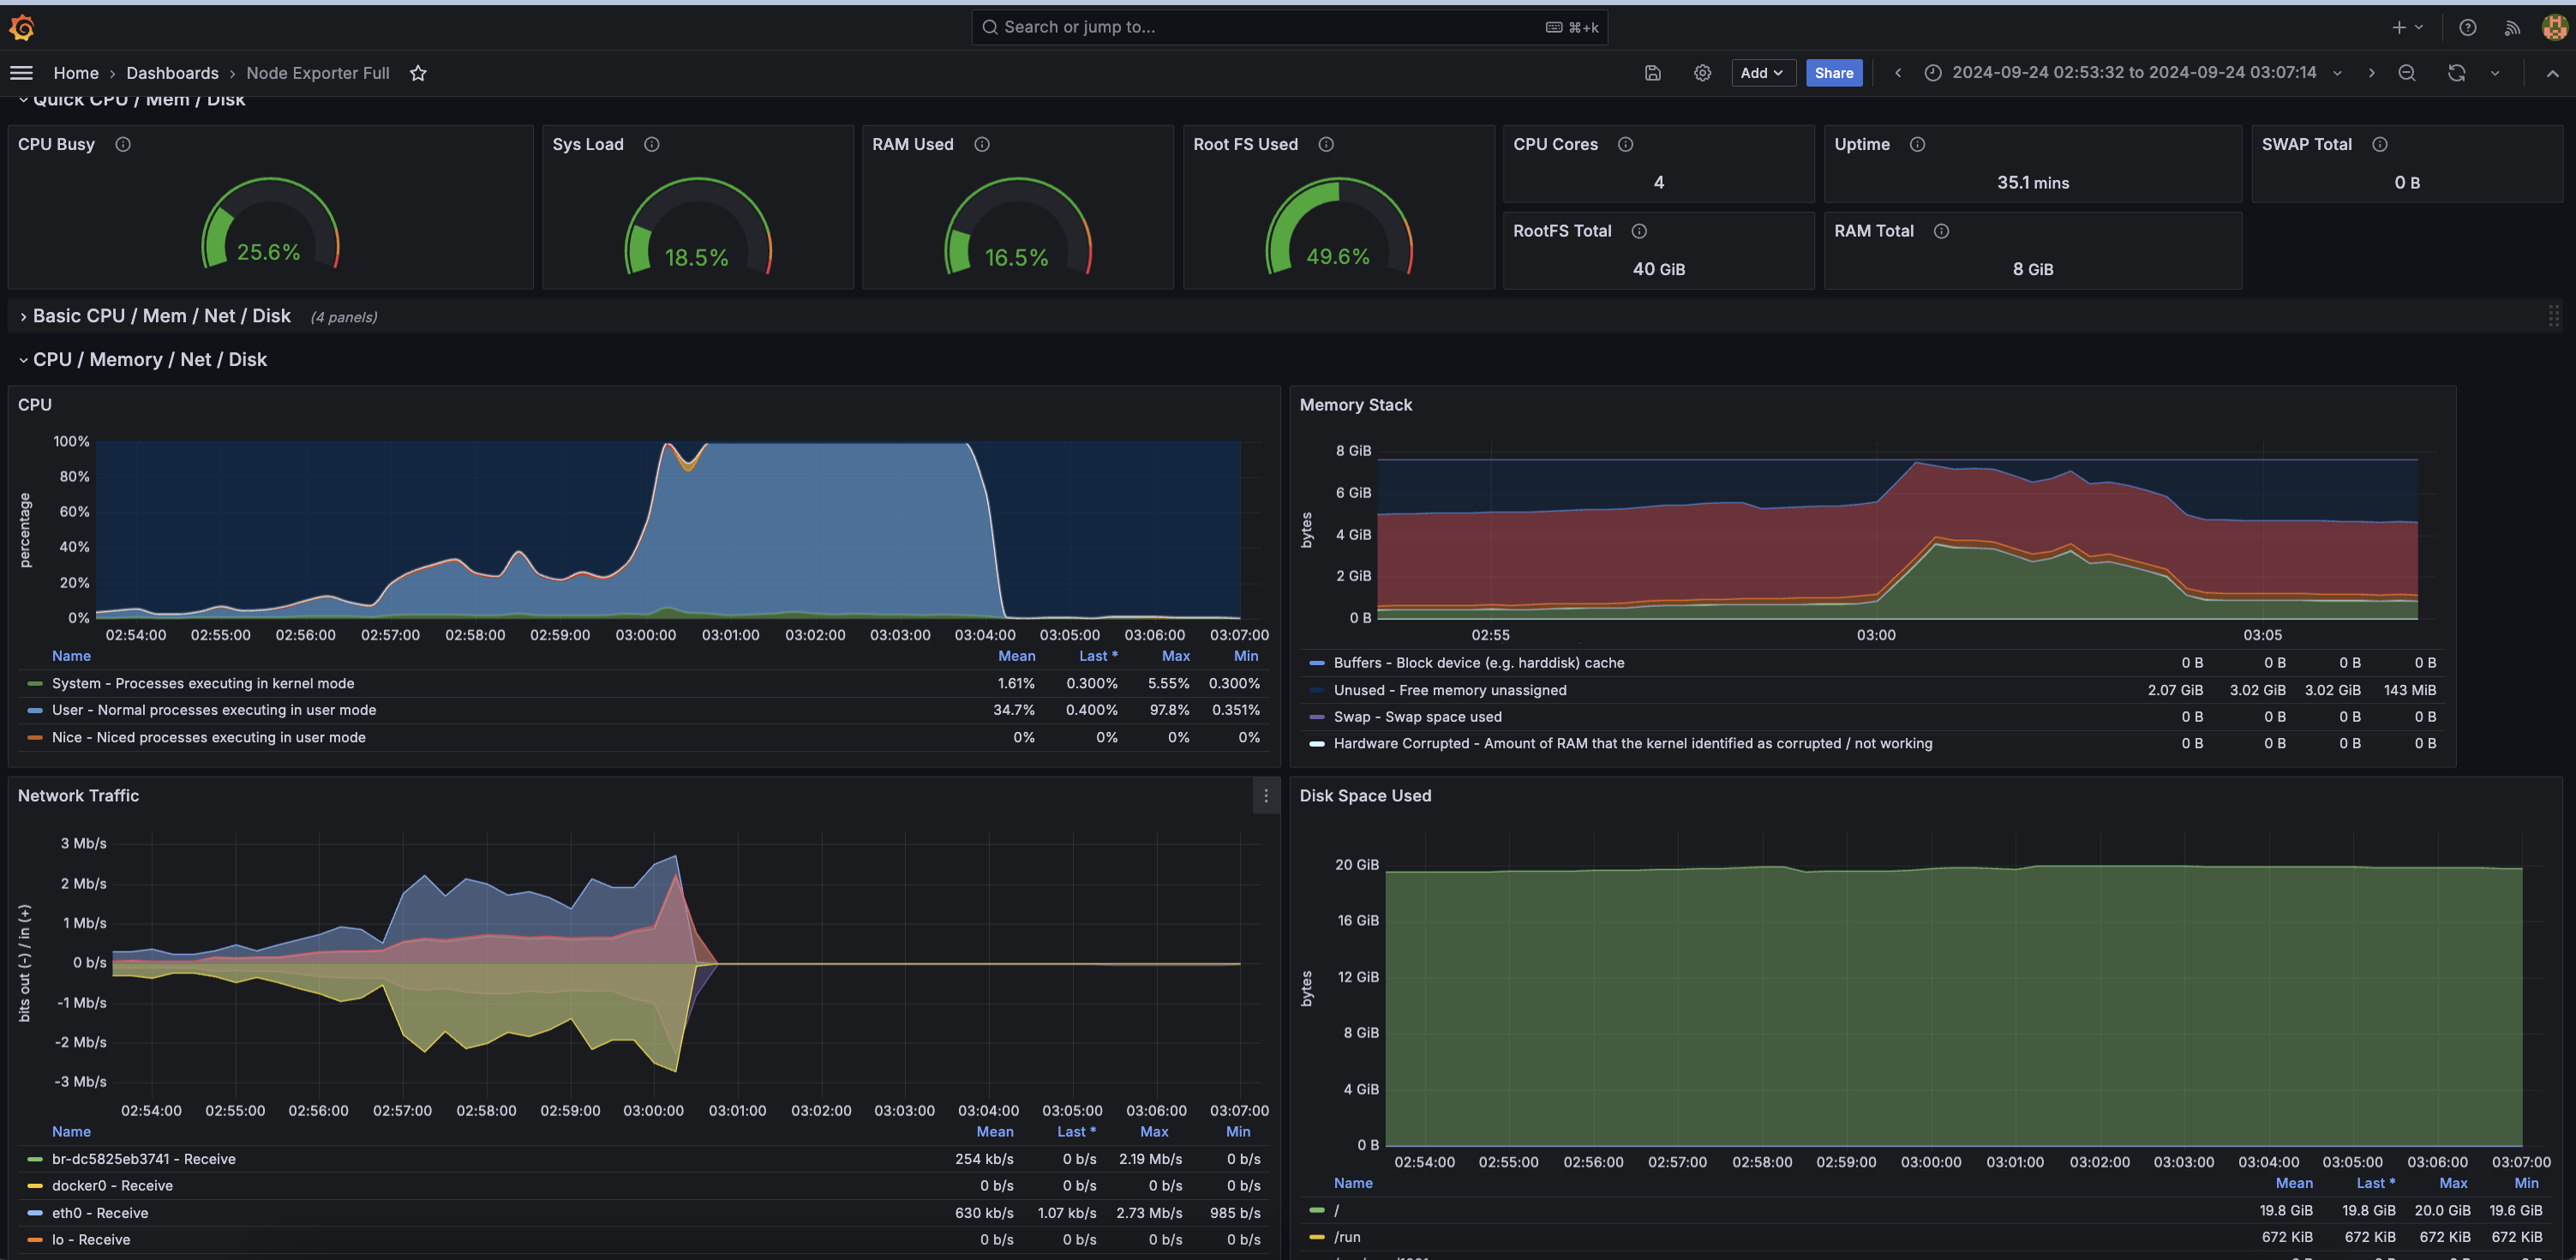 Search or jump to... ⌘+k
Home › Dashboards › Node Exporter Full
Add Share 2024-09-24 02:53:32 to 2024-09-24 03:07:14
Quick CPU / Mem / Disk
CPU Busy
25.6%
Sys Load
18.5%
RAM Used
16.5%
Root FS Used
49.6%
CPU Cores
4
Uptime
35.1 mins
SWAP Total
0 B
RootFS Total
40 GiB
RAM Total
8 GiB
Basic CPU / Mem / Net / Disk (4 panels)
CPU / Memory / Net / Disk
CPU
percentage
100%
80%
60%
40%
20%
0%
02:54:00 02:55:00 02:56:00 02:57:00 02:58:00 02:59:00 03:00:00 03:01:00 03:02:00 03:03:00 03:04:00 03:05:00 03:06:00 03:07:00
Name Mean Last * Max Min
System - Processes executing in kernel mode 1.61% 0.300% 5.55% 0.300%
User - Normal processes executing in user mode 34.7% 0.400% 97.8% 0.351%
Nice - Niced processes executing in user mode 0% 0% 0% 0%
Memory Stack
bytes
8 GiB
6 GiB
4 GiB
2 GiB
0 B
02:55 03:00 03:05
Buffers - Block device (e.g. harddisk) cache 0 B 0 B 0 B 0 B
Unused - Free memory unassigned 2.07 GiB 3.02 GiB 3.02 GiB 143 MiB
Swap - Swap space used 0 B 0 B 0 B 0 B
Hardware Corrupted - Amount of RAM that the kernel identified as corrupted / not working 0 B 0 B 0 B 0 B
Network Traffic
bits out (-) / in (+)
3 Mb/s
2 Mb/s
1 Mb/s
0 b/s
-1 Mb/s
-2 Mb/s
-3 Mb/s
02:54:00 02:55:00 02:56:00 02:57:00 02:58:00 02:59:00 03:00:00 03:01:00 03:02:00 03:03:00 03:04:00 03:05:00 03:06:00 03:07:00
Name Mean Last * Max Min
br-dc5825eb3741 - Receive 254 kb/s 0 b/s 2.19 Mb/s 0 b/s
docker0 - Receive 0 b/s 0 b/s 0 b/s 0 b/s
eth0 - Receive 630 kb/s 1.07 kb/s 2.73 Mb/s 985 b/s
lo - Receive 0 b/s 0 b/s 0 b/s 0 b/s
Disk Space Used
bytes
20 GiB
16 GiB
12 GiB
8 GiB
4 GiB
0 B
02:54:00 02:55:00 02:56:00 02:57:00 02:58:00 02:59:00 03:00:00 03:01:00 03:02:00 03:03:00 03:04:00 03:05:00 03:06:00 03:07:00
Name Mean Last * Max Min
/ 19.8 GiB 19.8 GiB 20.0 GiB 19.6 GiB
/run 672 KiB 672 KiB 672 KiB 672 KiB